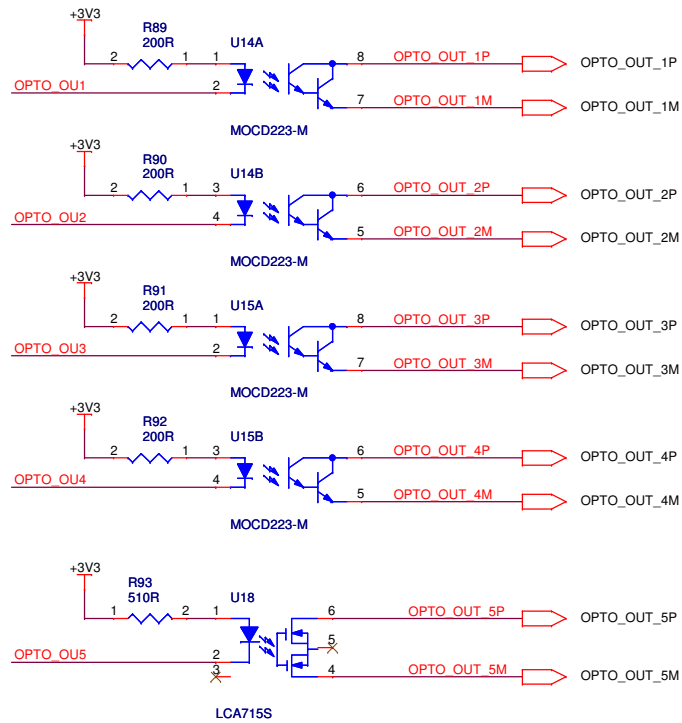 +3V3
R89
200R
U14A
2 1 1 8 OPTO_OUT_1P OPTO_OUT_1P
OPTO_OU1 2 7 OPTO_OUT_1M OPTO_OUT_1M
MOCD223-M
+3V3
R90
200R
U14B
2 1 3 6 OPTO_OUT_2P OPTO_OUT_2P
OPTO_OU2 4 5 OPTO_OUT_2M OPTO_OUT_2M
MOCD223-M
+3V3
R91
200R
U15A
2 1 1 8 OPTO_OUT_3P OPTO_OUT_3P
OPTO_OU3 2 7 OPTO_OUT_3M OPTO_OUT_3M
MOCD223-M
+3V3
R92
200R
U15B
2 1 3 6 OPTO_OUT_4P OPTO_OUT_4P
OPTO_OU4 4 5 OPTO_OUT_4M OPTO_OUT_4M
MOCD223-M
+3V3
R93
510R
U18
1 2 1 6 OPTO_OUT_5P OPTO_OUT_5P
5
OPTO_OU5 2
3 4 OPTO_OUT_5M OPTO_OUT_5M
LCA715S